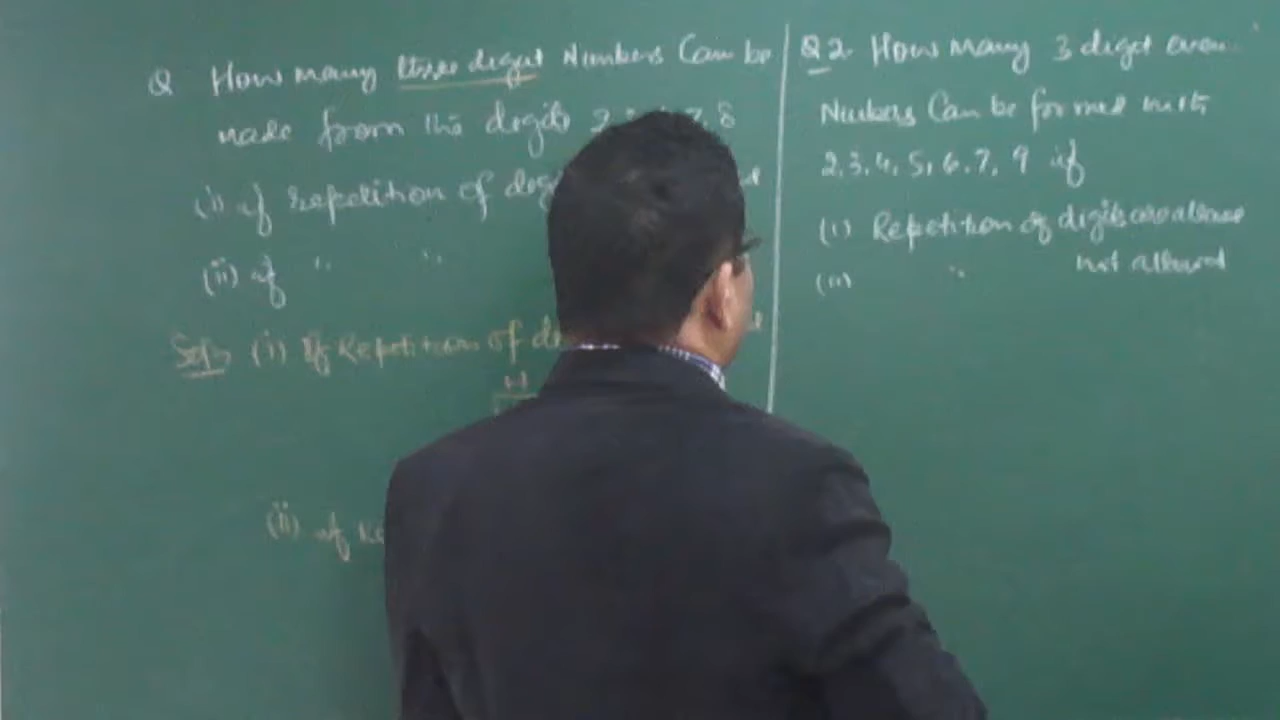 Q How many three digit Numbers Can be
made from the digits 2 7, 8
(i) if repetition of
(ii) if " "
Sol> (i) If Repetition of
H
(ii) if
Q2. How many 3 digit even
Numbers Can be formed with
2, 3, 4, 5, 6, 7, 9 if
(i) Repetition of digits are allowed
(ii) " not allowed